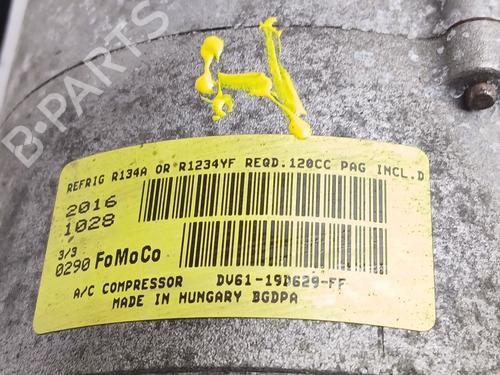 B-PARTS
H
REFRIG R134A OR R1234YF REQD.120CC PAG INCL.D
2016
1028
3/3
0290 FoMoCo
A/C COMPRESSOR DV61-19D629-FF
MADE IN HUNGARY BGDPA